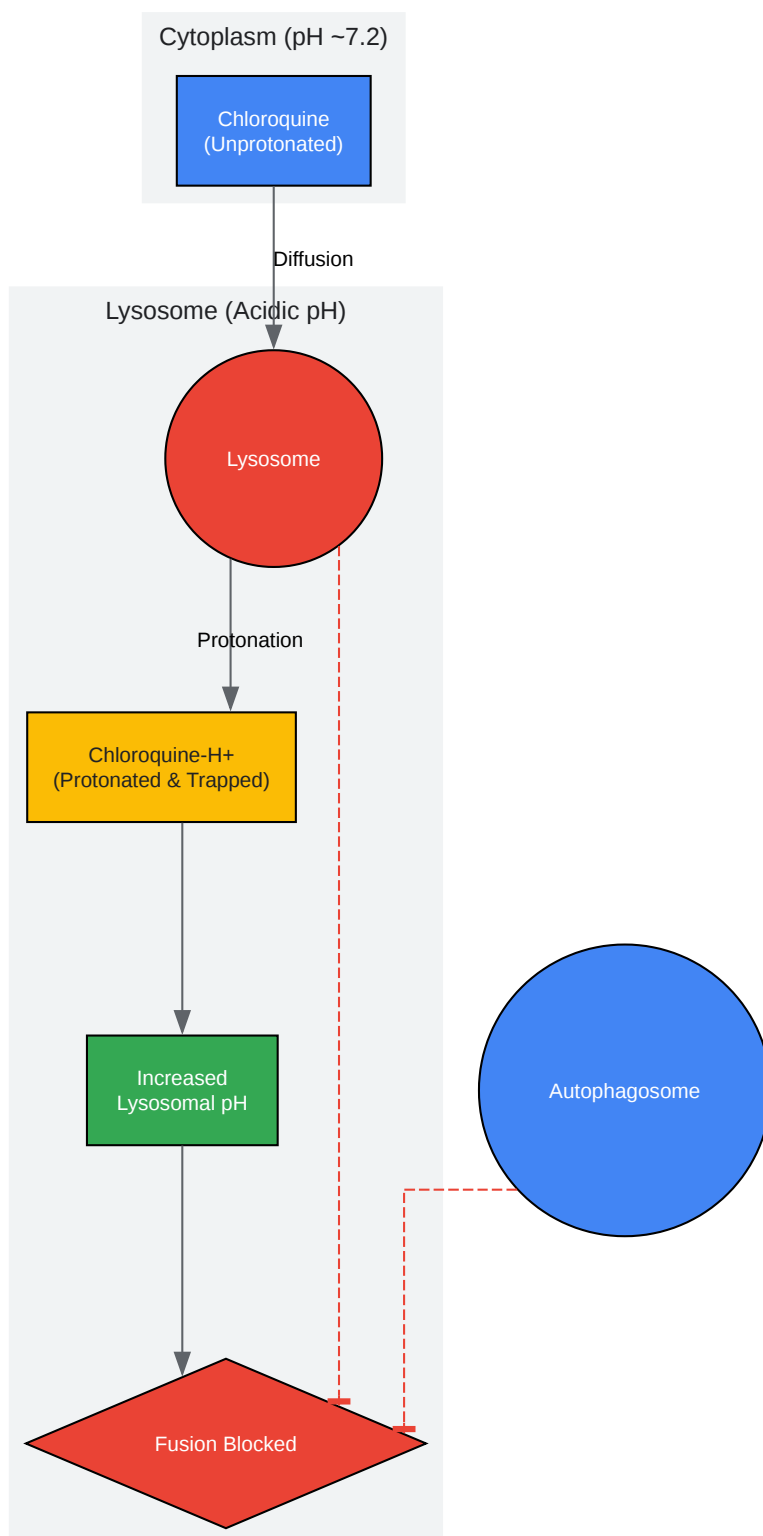 Cytoplasm (pH ~7.2)
Chloroquine
(Unprotonated)
Diffusion
Lysosome (Acidic pH)
Lysosome
Protonation
Chloroquine-H+
(Protonated & Trapped)
Increased
Lysosomal pH
Autophagosome
Fusion Blocked